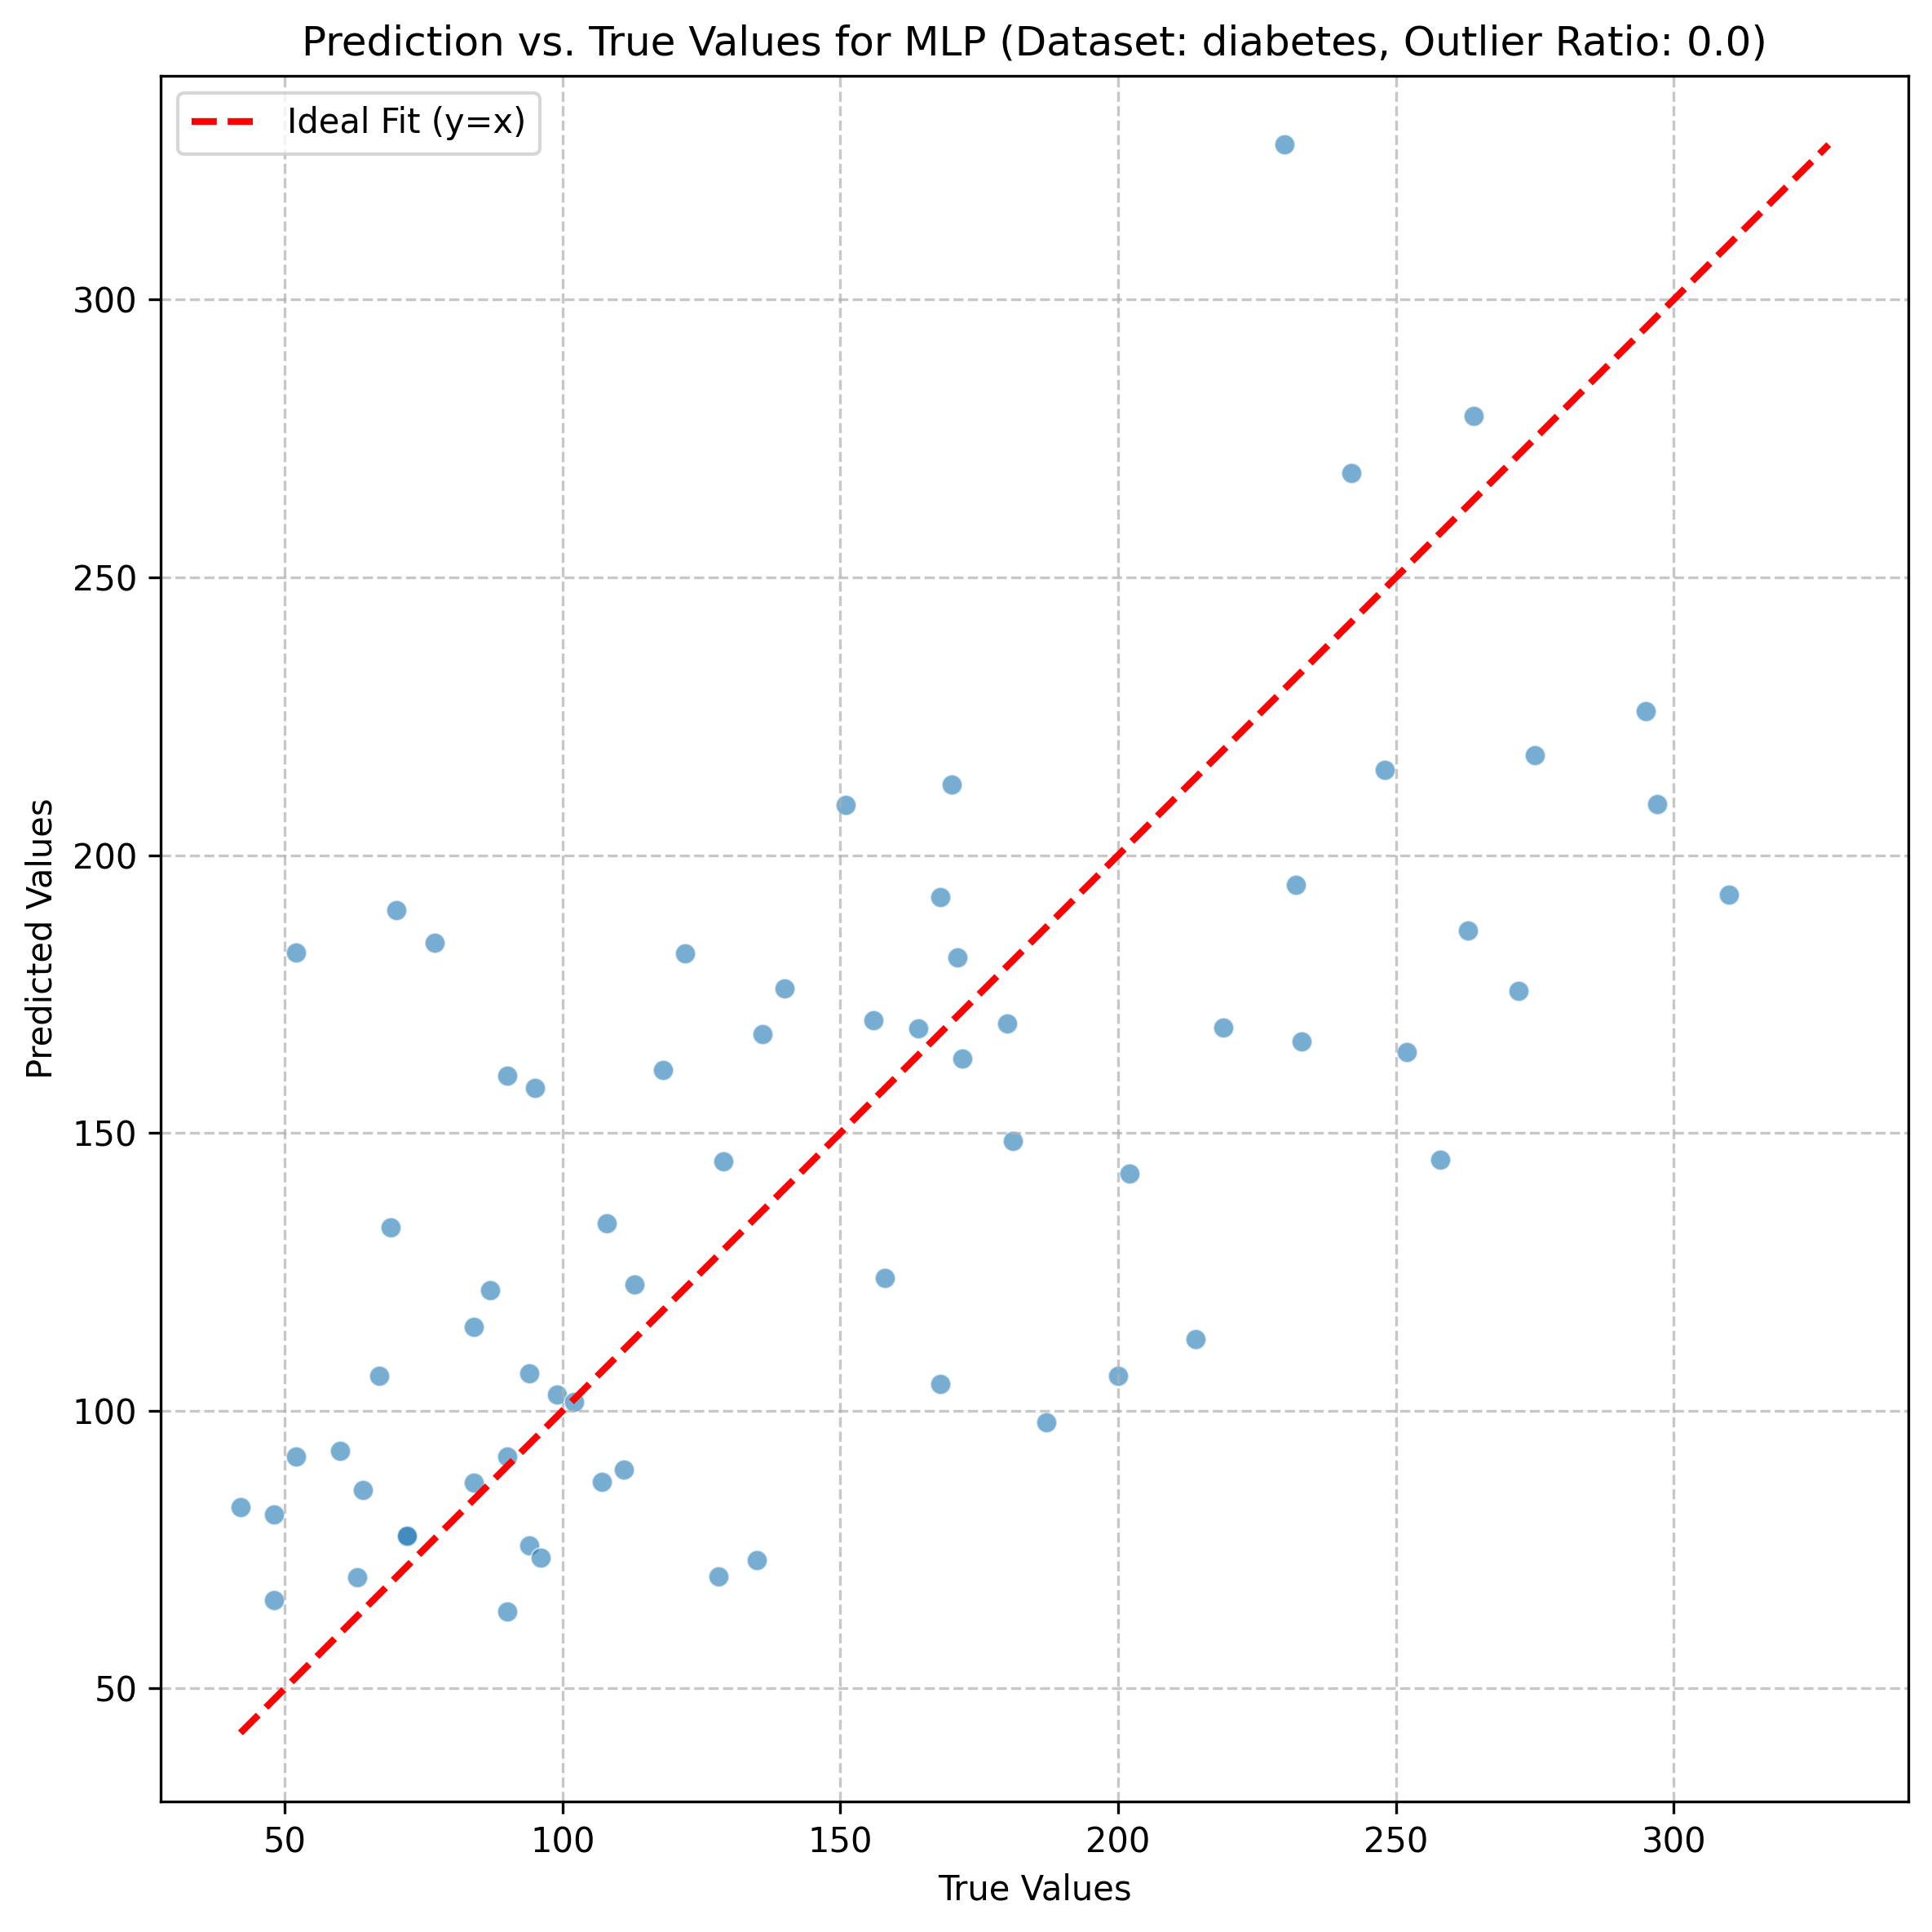 Prediction vs. True Values for MLP (Dataset: diabetes, Outlier Ratio: 0.0)
Ideal Fit (y=x)
Predicted Values
300
250
200
150
100
50
50 100 150 200 250 300
True Values